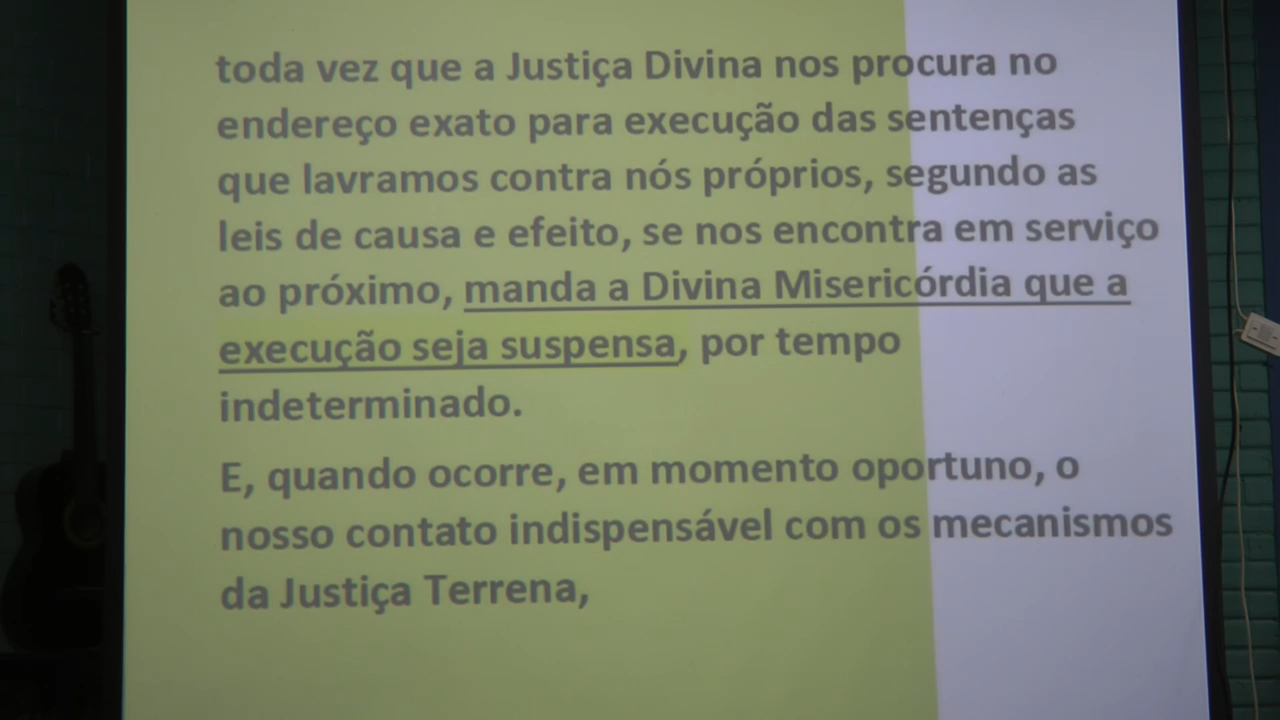 toda vez que a Justiça Divina nos procura no
endereço exato para execução das sentenças
que lavramos contra nós próprios, segundo as
leis de causa e efeito, se nos encontra em serviço
ao próximo, manda a Divina Misericórdia que a
execução seja suspensa, por tempo
indeterminado.
E, quando ocorre, em momento oportuno, o
nosso contato indispensável com os mecanismos
da Justiça Terrena,